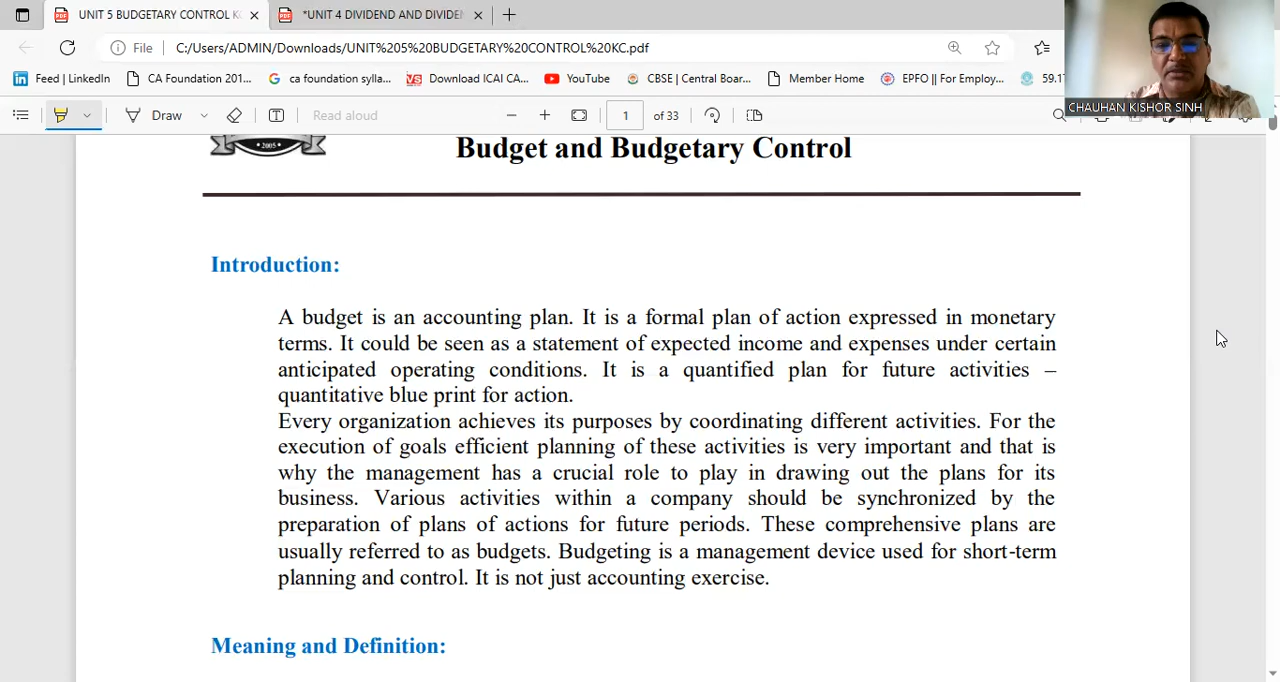 UNIT 5 BUDGETARY CONTROL K
*UNIT 4 DIVIDEND AND DIVIDE
File
C:/Users/ADMIN/Downloads/UNIT%205%20BUDGETARY%20CONTROL%20KC.pdf
Feed | LinkedIn
CA Foundation 201...
ca foundation sylla...
Download ICAI CA...
YouTube
CBSE | Central Boar...
Member Home
EPFO || For Employ...
59.1
CHAUHAN KISHOR SINH
Draw
Read aloud
1
of 33
2005
Budget and Budgetary Control
Introduction:
A budget is an accounting plan. It is a formal plan of action expressed in monetary
terms. It could be seen as a statement of expected income and expenses under certain
anticipated operating conditions. It is a quantified plan for future activities –
quantitative blue print for action.
Every organization achieves its purposes by coordinating different activities. For the
execution of goals efficient planning of these activities is very important and that is
why the management has a crucial role to play in drawing out the plans for its
business. Various activities within a company should be synchronized by the
preparation of plans of actions for future periods. These comprehensive plans are
usually referred to as budgets. Budgeting is a management device used for short-term
planning and control. It is not just accounting exercise.
Meaning and Definition: